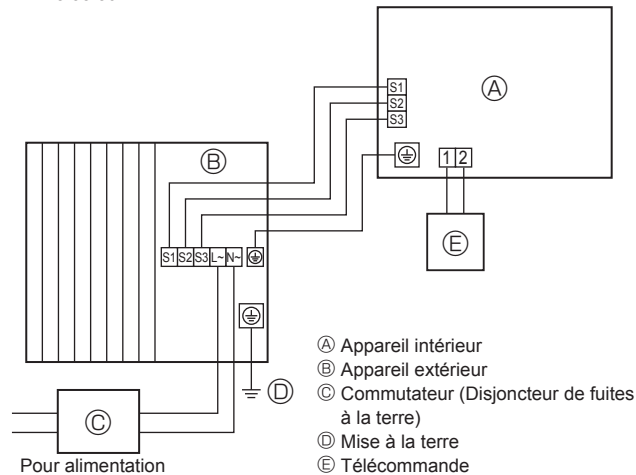 S1
S2
S3
Ⓐ
1 2
Ⓑ
S1 S2 S3 L~ N~
Ⓔ
Ⓓ
Ⓒ
Pour alimentation
Ⓐ Appareil intérieur
Ⓑ Appareil extérieur
Ⓒ Commutateur (Disjoncteur de fuites
à la terre)
Ⓓ Mise à la terre
Ⓔ Télécommande